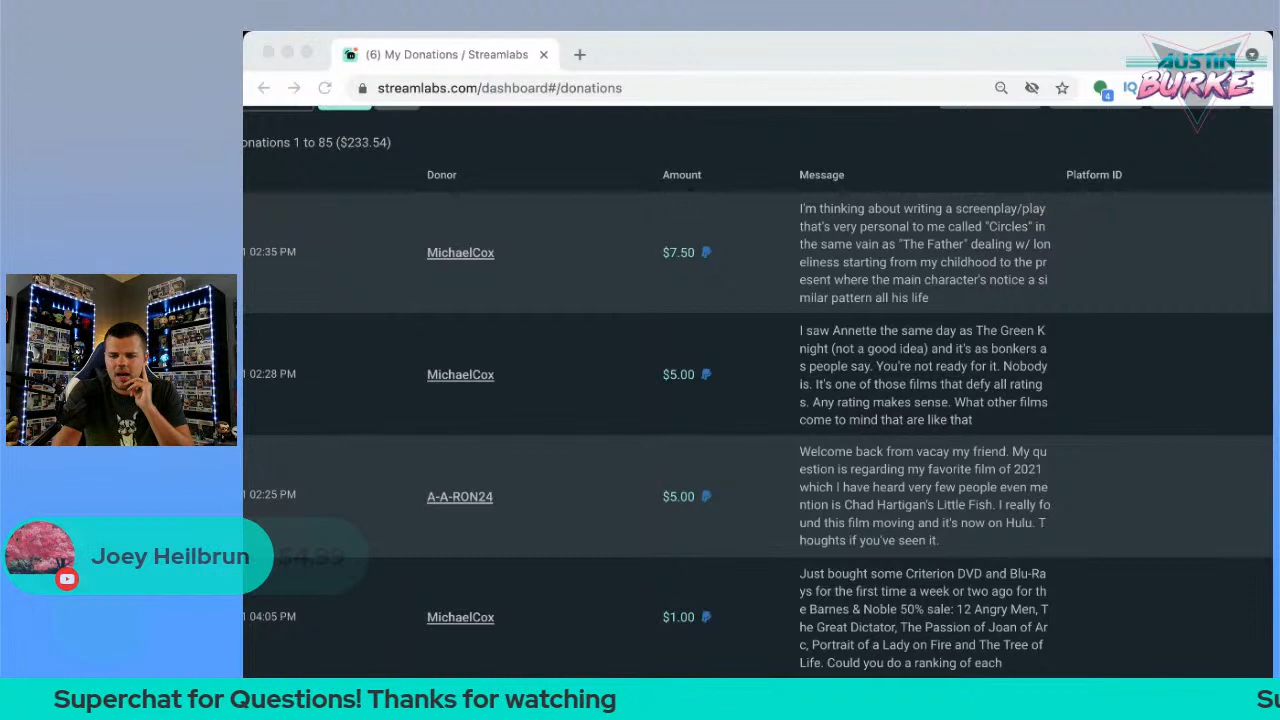 (6) My Donations / Streamlabs
streamlabs.com/dashboard#/donations
4
IQ
AUSTIN
BURKE
onations 1 to 85 ($233.54)
Donor Amount Message Platform ID
02:35 PM MichaelCox $7.50
I'm thinking about writing a screenplay/play
that's very personal to me called "Circles" in
the same vain as "The Father" dealing w/ lon
eliness starting from my childhood to the pr
esent where the main character's notice a si
milar pattern all his life
02:28 PM MichaelCox $5.00
I saw Annette the same day as The Green K
night (not a good idea) and it's as bonkers a
s people say. You're not ready for it. Nobody
is. It's one of those films that defy all rating
s. Any rating makes sense. What other films
come to mind that are like that
02:25 PM A-A-RON24 $5.00
Welcome back from vacay my friend. My qu
estion is regarding my favorite film of 2021
which I have heard very few people even me
ntion is Chad Hartigan's Little Fish. I really fo
und this film moving and it's now on Hulu. T
houghts if you've seen it.
04:05 PM MichaelCox $1.00
Just bought some Criterion DVD and Blu-Ra
ys for the first time a week or two ago for th
e Barnes & Noble 50% sale: 12 Angry Men, T
he Great Dictator, The Passion of Joan of Ar
c, Portrait of a Lady on Fire and The Tree of
Life. Could you do a ranking of each
Joey Heilbrun $4.99
Superchat for Questions! Thanks for watching
Su